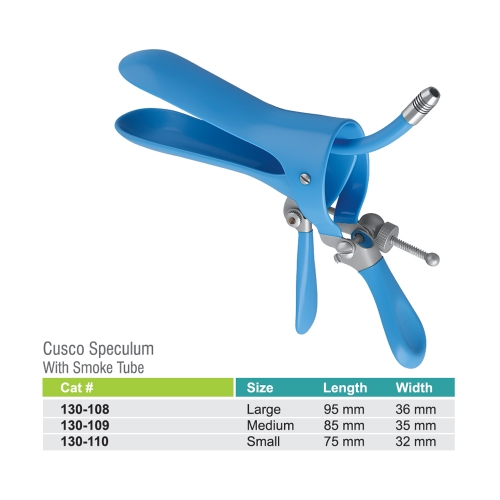 Cusco Speculum
With Smoke Tube
Cat # Size Length Width
130-108 Large 95 mm 36 mm
130-109 Medium 85 mm 35 mm
130-110 Small 75 mm 32 mm